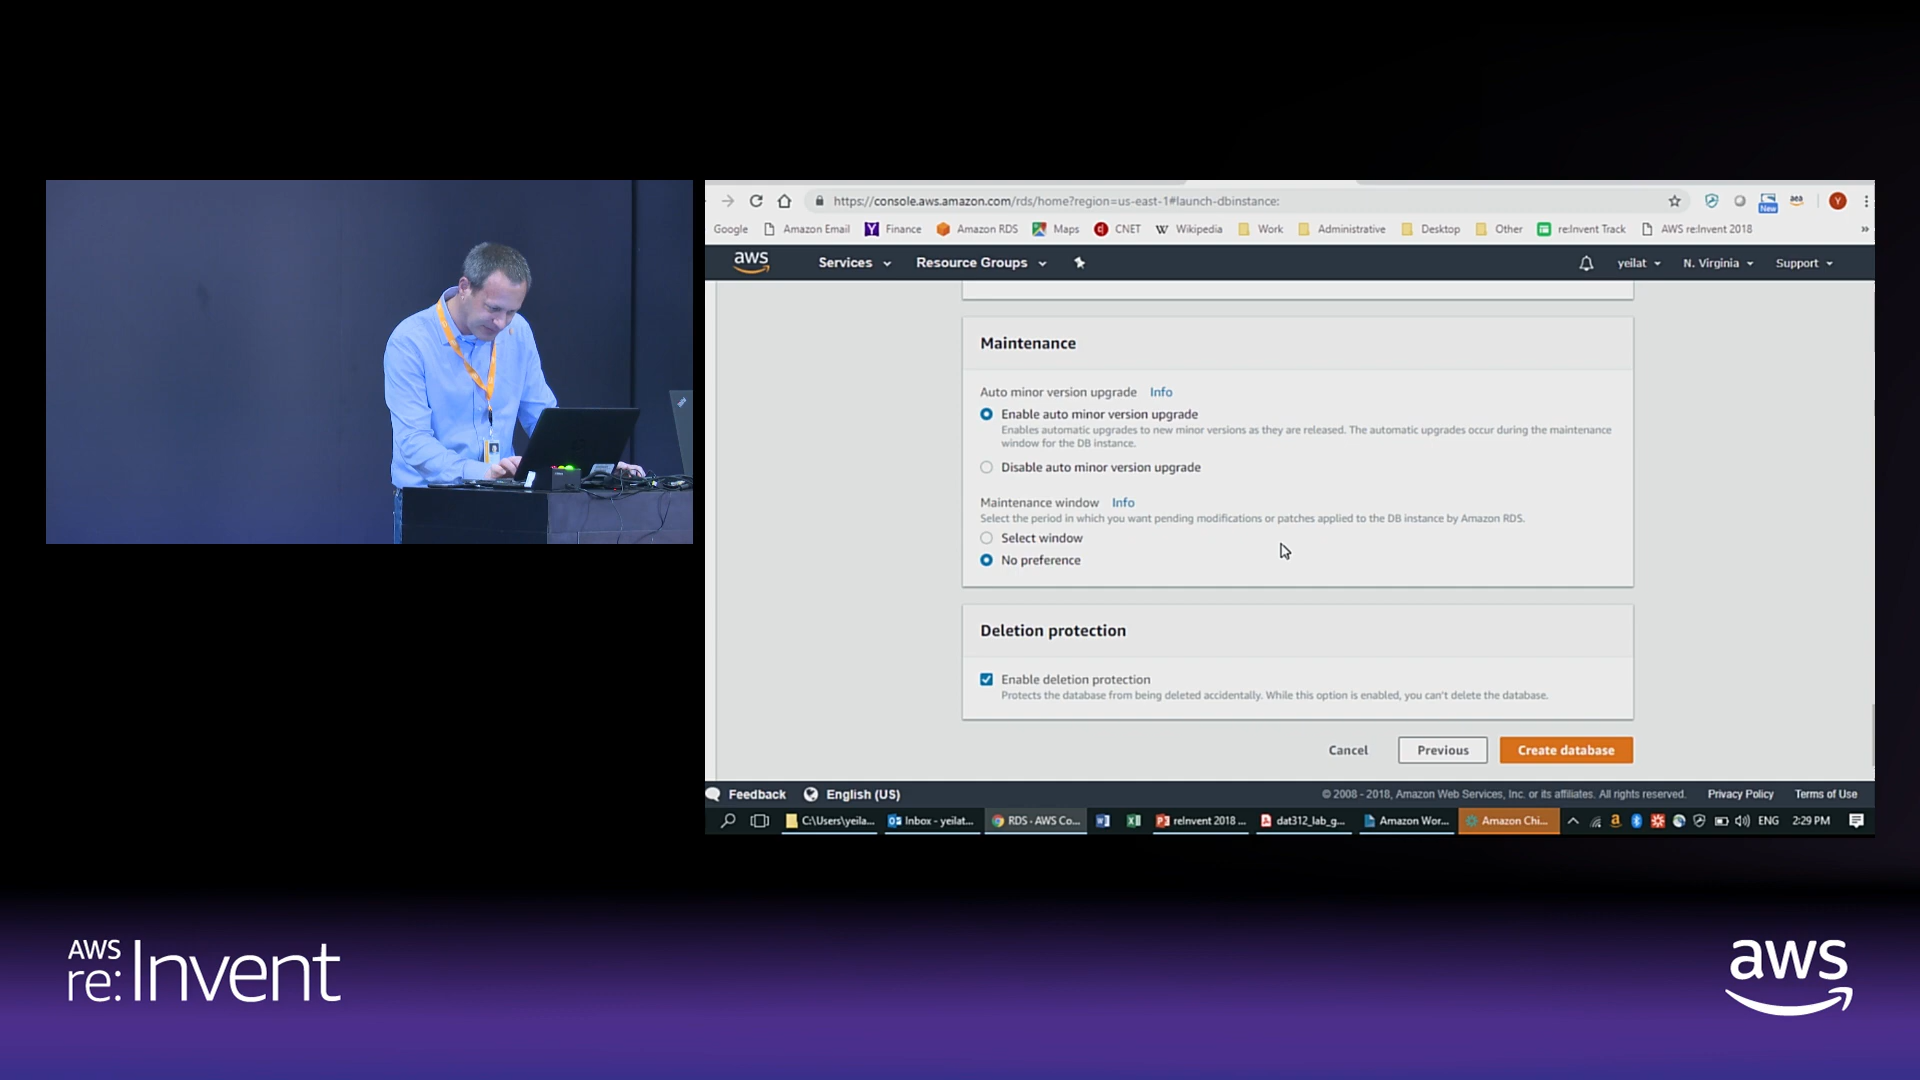 https://console.aws.amazon.com/rds/home?region=us-east-1#launch-dbinstance:
New
Y
Google Amazon Email Finance Amazon RDS Maps CNET Wikipedia Work Administrative Desktop Other re:Invent Track AWS re:Invent 2018 »
aws Services Resource Groups yeilat N. Virginia Support
Maintenance
Auto minor version upgrade Info
Enable auto minor version upgrade
Enables automatic upgrades to new minor versions as they are released. The automatic upgrades occur during the maintenance
window for the DB instance.
Disable auto minor version upgrade
Maintenance window Info
Select the period in which you want pending modifications or patches applied to the DB instance by Amazon RDS.
Select window
No preference
Deletion protection
Enable deletion protection
Protects the database from being deleted accidentally. While this option is enabled, you can't delete the database.
Cancel Previous Create database
Feedback English (US) © 2008 - 2018, Amazon Web Services, Inc. or its affiliates. All rights reserved. Privacy Policy Terms of Use
C:\Users\yeila... Inbox - yeilat... RDS - AWS Co... reInvent 2018 ... dat312_lab_g... Amazon Wor... Amazon Chi... ENG 2:29 PM
AWS
re:Invent
aws